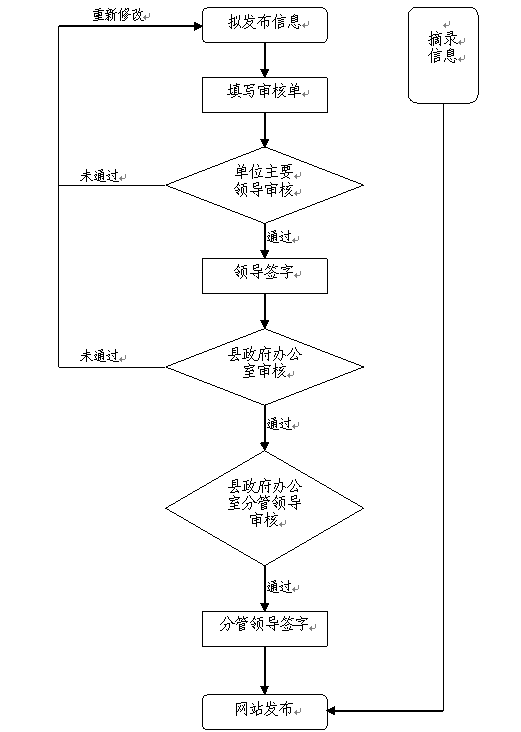 重新修改
拟发布信息
摘录
信息
填写审核单
单位主要
领导审核
未通过
通过
领导签字
县政府办公
室审核
未通过
通过
县政府办公
室分管领导
审核
通过
分管领导签字
网站发布